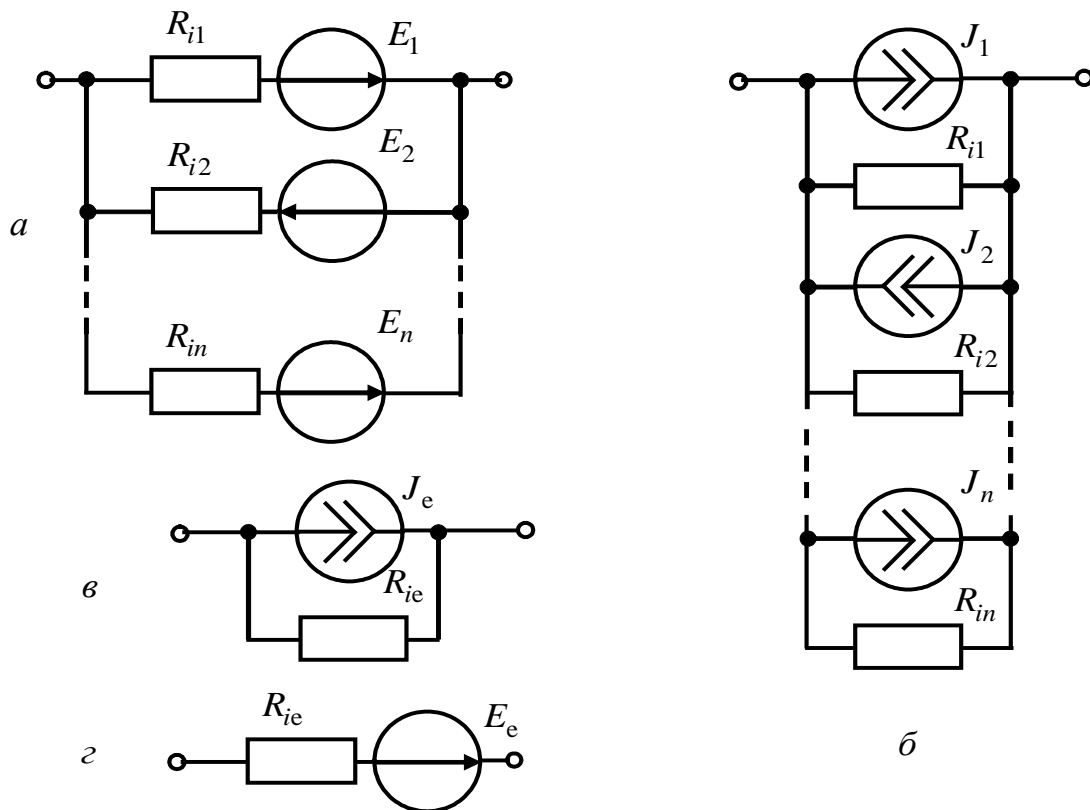 R_{i1} E_1
R_{i2} E_2
а
R_{in} E_n
J_1
R_{i1}
J_2
R_{i2}
J_n
R_{in}
б
J_e
R_{ie}
в
R_{ie} E_e
г